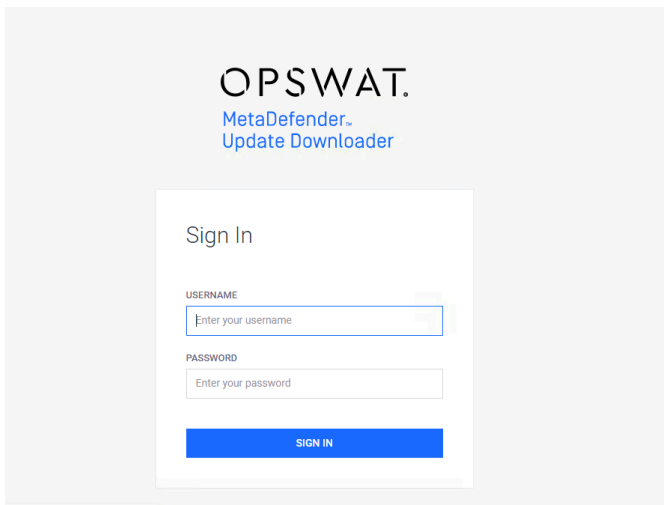 OPSWAT.
MetaDefender™
Update Downloader
Sign In
USERNAME
Enter your username
PASSWORD
Enter your password
SIGN IN